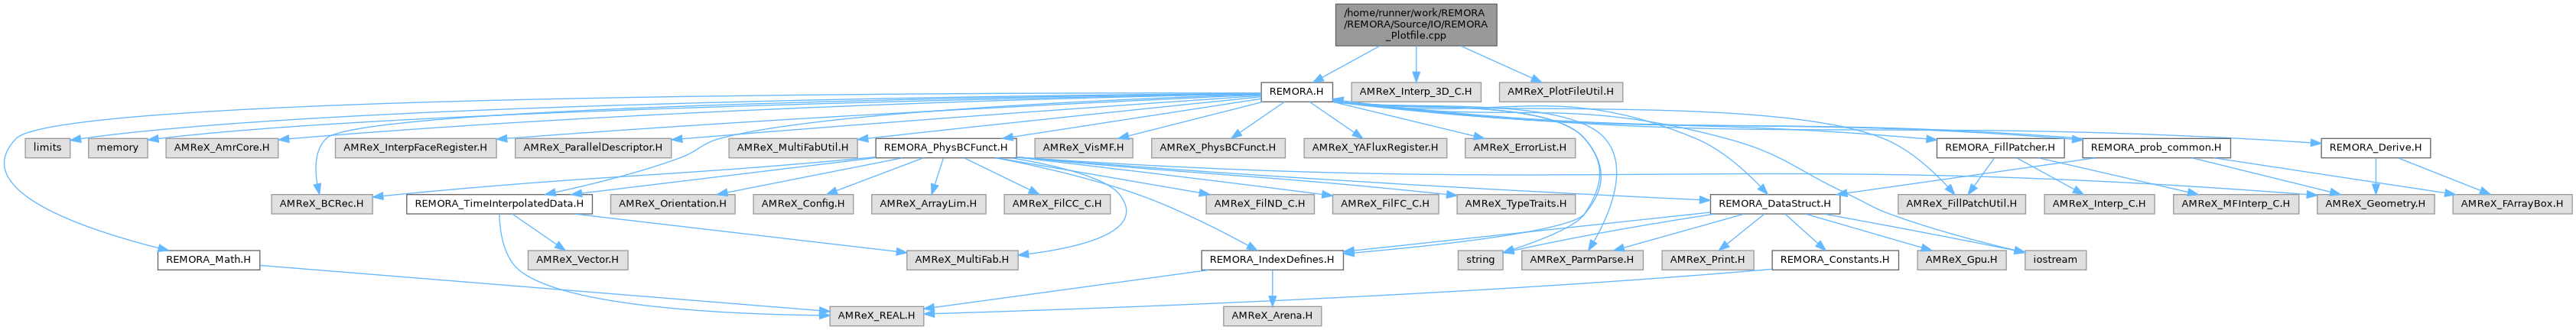 /home/runner/work/REMORA
/REMORA/Source/IO/REMORA
_Plotfile.cpp
REMORA.H
AMReX_Interp_3D_C.H
AMReX_PlotFileUtil.H
limits
memory
AMReX_AmrCore.H
AMReX_InterpFaceRegister.H
AMReX_ParallelDescriptor.H
AMReX_MultiFabUtil.H
REMORA_PhysBCFunct.H
AMReX_VisMF.H
AMReX_PhysBCFunct.H
AMReX_YAFluxRegister.H
AMReX_ErrorList.H
REMORA_FillPatcher.H
REMORA_prob_common.H
REMORA_Derive.H
AMReX_BCRec.H
REMORA_TimeInterpolatedData.H
AMReX_Orientation.H
AMReX_Config.H
AMReX_ArrayLim.H
AMReX_FilCC_C.H
AMReX_FilND_C.H
AMReX_FilFC_C.H
AMReX_TypeTraits.H
REMORA_DataStruct.H
AMReX_FillPatchUtil.H
AMReX_Interp_C.H
AMReX_MFInterp_C.H
AMReX_Geometry.H
AMReX_FArrayBox.H
REMORA_Math.H
AMReX_Vector.H
AMReX_MultiFab.H
REMORA_IndexDefines.H
string
AMReX_ParmParse.H
AMReX_Print.H
REMORA_Constants.H
AMReX_Gpu.H
iostream
AMReX_REAL.H
AMReX_Arena.H